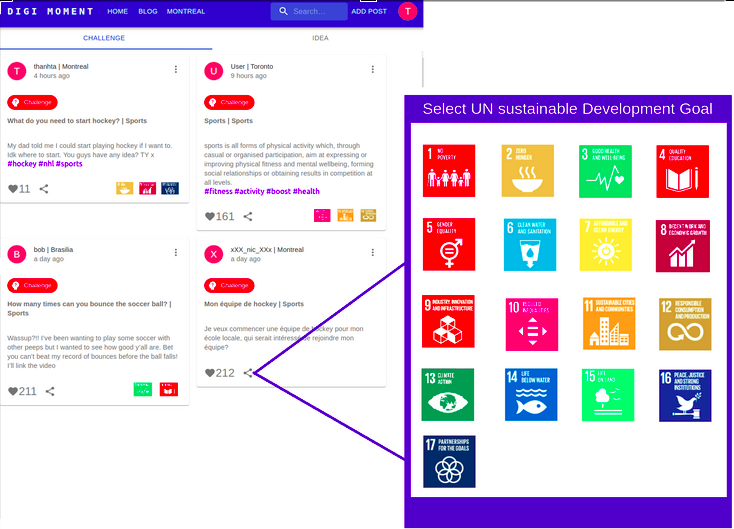 DIGI MOMENT HOME BLOG MONTREAL Search... ADD POST T
CHALLENGE IDEA
T
thanhta | Montreal
4 hours ago
Challenge
What do you need to start hockey? | Sports
My dad told me I could start playing hockey if I want to.
Idk where to start. You guys have any idea? TY x
#hockey #nhl #sports
11
U
User | Toronto
9 hours ago
Challenge
Sports | Sports
sports is all forms of physical activity which, through
casual or organised participation, aim at expressing or
improving physical fitness and mental wellbeing, forming
social relationships or obtaining results in competition at
all levels.
#fitness #activity #boost #health
161
B
bob | Brasilia
a day ago
Challenge
How many times can you bounce the soccer ball? |
Sports
Wassup?!! I've been wanting to play some soccer with
other peeps but I wanted to see how good y'all are. Bet
you can't beat my record of bounces before the ball falls!
I'll link the video
211
X
xXX_nic_XXx | Montreal
a day ago
Challenge
Mon équipe de hockey | Sports
Je veux commencer une équipe de hockey pour mon
école locale, qui serait intéressé de rejoindre mon
équipe?
212
Select UN sustainable Development Goal
1 NO
POVERTY
2 ZERO
HUNGER
3 GOOD HEALTH
AND WELL-BEING
4 QUALITY
EDUCATION
5 GENDER
EQUALITY
6 CLEAN WATER
AND SANITATION
7 AFFORDABLE AND
CLEAN ENERGY
8 DECENT WORK AND
ECONOMIC GROWTH
9 INDUSTRY, INNOVATION
AND INFRASTRUCTURE
10 REDUCED
INEQUALITIES
11 SUSTAINABLE CITIES
AND COMMUNITIES
12 RESPONSIBLE
CONSUMPTION
AND PRODUCTION
13 CLIMATE
ACTION
14 LIFE
BELOW WATER
15 LIFE
ON LAND
16 PEACE, JUSTICE
AND STRONG
INSTITUTIONS
17 PARTNERSHIPS
FOR THE GOALS